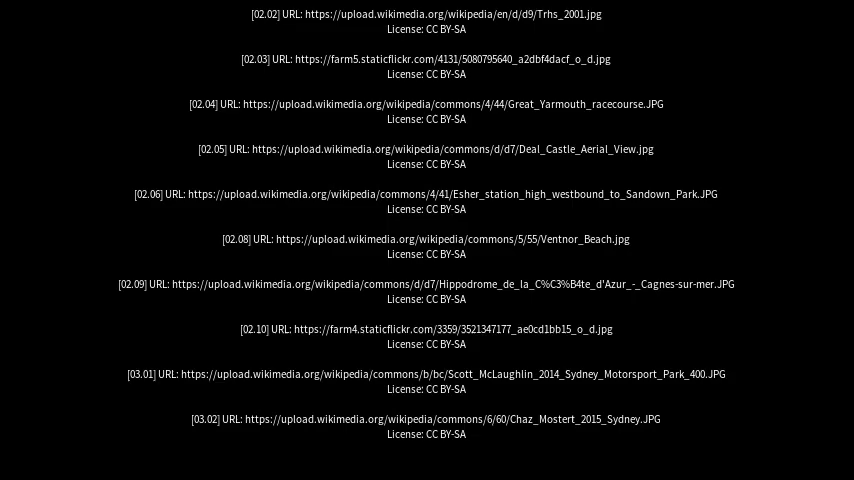 [02.02] URL: https://upload.wikimedia.org/wikipedia/en/d/d9/Trhs_2001.jpg
License: CC BY-SA
[02.03] URL: https://farm5.staticflickr.com/4131/5080795640_a2dbf4dacf_o_d.jpg
License: CC BY-SA
[02.04] URL: https://upload.wikimedia.org/wikipedia/commons/4/44/Great_Yarmouth_racecourse.JPG
License: CC BY-SA
[02.05] URL: https://upload.wikimedia.org/wikipedia/commons/d/d7/Deal_Castle_Aerial_View.jpg
License: CC BY-SA
[02.06] URL: https://upload.wikimedia.org/wikipedia/commons/4/41/Esher_station_high_westbound_to_Sandown_Park.JPG
License: CC BY-SA
[02.08] URL: https://upload.wikimedia.org/wikipedia/commons/5/55/Ventnor_Beach.jpg
License: CC BY-SA
[02.09] URL: https://upload.wikimedia.org/wikipedia/commons/d/d7/Hippodrome_de_la_C%C3%B4te_d'Azur_-_Cagnes-sur-mer.JPG
License: CC BY-SA
[02.10] URL: https://farm4.staticflickr.com/3359/3521347177_ae0cd1bb15_o_d.jpg
License: CC BY-SA
[03.01] URL: https://upload.wikimedia.org/wikipedia/commons/b/bc/Scott_McLaughlin_2014_Sydney_Motorsport_Park_400.JPG
License: CC BY-SA
[03.02] URL: https://upload.wikimedia.org/wikipedia/commons/6/60/Chaz_Mostert_2015_Sydney.JPG
License: CC BY-SA